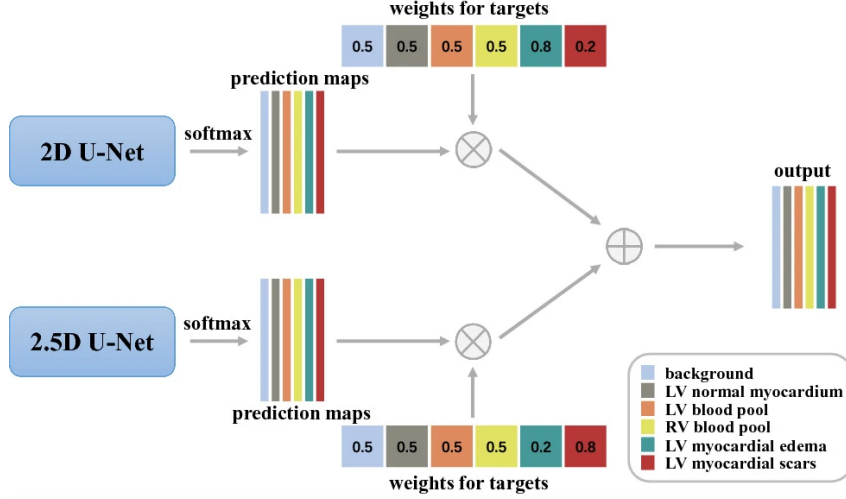 weights for targets
0.5 0.5 0.5 0.5 0.8 0.2
prediction maps
2D U-Net
softmax
output
2.5D U-Net
softmax
prediction maps
0.5 0.5 0.5 0.5 0.2 0.8
weights for targets
background
LV normal myocardium
LV blood pool
RV blood pool
LV myocardial edema
LV myocardial scars